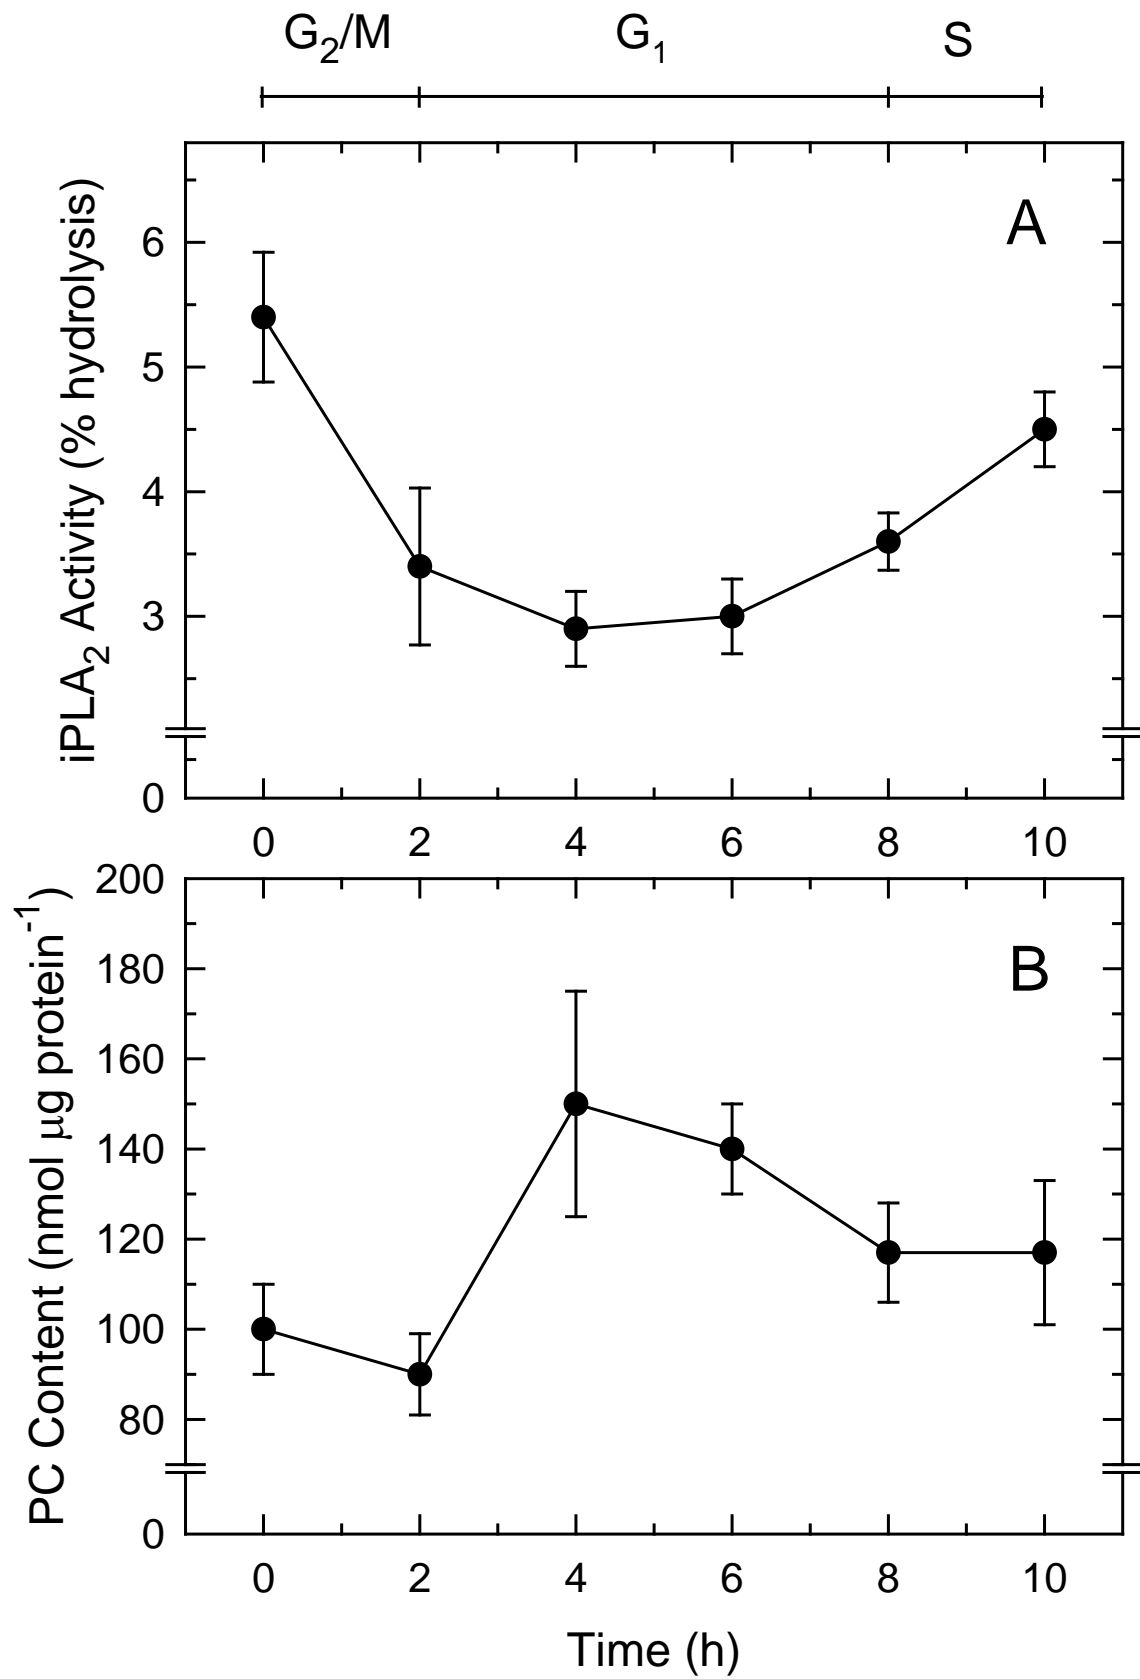 G₂/M G₁ S
A
iPLA₂ Activity (% hydrolysis)
6
5
4
3
0
0 2 4 6 8 10
B
PC Content (nmol μg protein⁻¹)
200
180
160
140
120
100
80
0
0 2 4 6 8 10
Time (h)